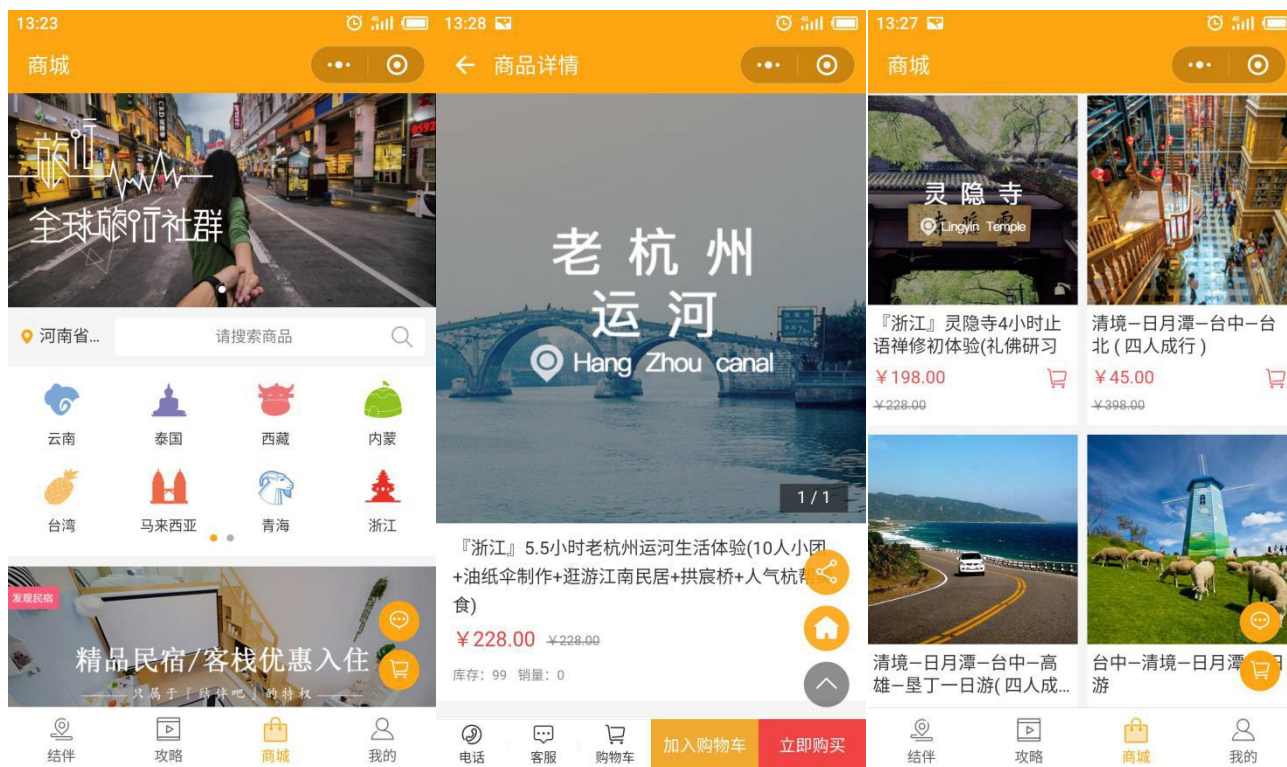 13:23
商城
旅行
全球旅行社群
河南省...
请搜索商品
云南
泰国
西藏
内蒙
台湾
马来西亚
青海
浙江
发现民宿
精品民宿/客栈优惠入住
只属于「结伴吧」的特权
结伴
攻略
商城
我的
13:28
商品详情
老杭州
运河
Hang Zhou canal
1/1
『浙江』5.5小时老杭州运河生活体验(10人小团
+油纸伞制作+逛游江南民居+拱宸桥+人气杭帮
食)
￥228.00 ￥228.00
库存：99 销量：0
电话
客服
购物车
加入购物车
立即购买
13:27
商城
灵隐寺
Lingyin Temple
『浙江』灵隐寺4小时止
语禅修初体验(礼佛研习
￥198.00
￥228.00
清境—日月潭—台中—台
北 ( 四人成行 )
￥45.00
￥398.00
清境—日月潭—台中—高
雄—垦丁一日游( 四人成...
台中—清境—日月潭
游
结伴
攻略
商城
我的